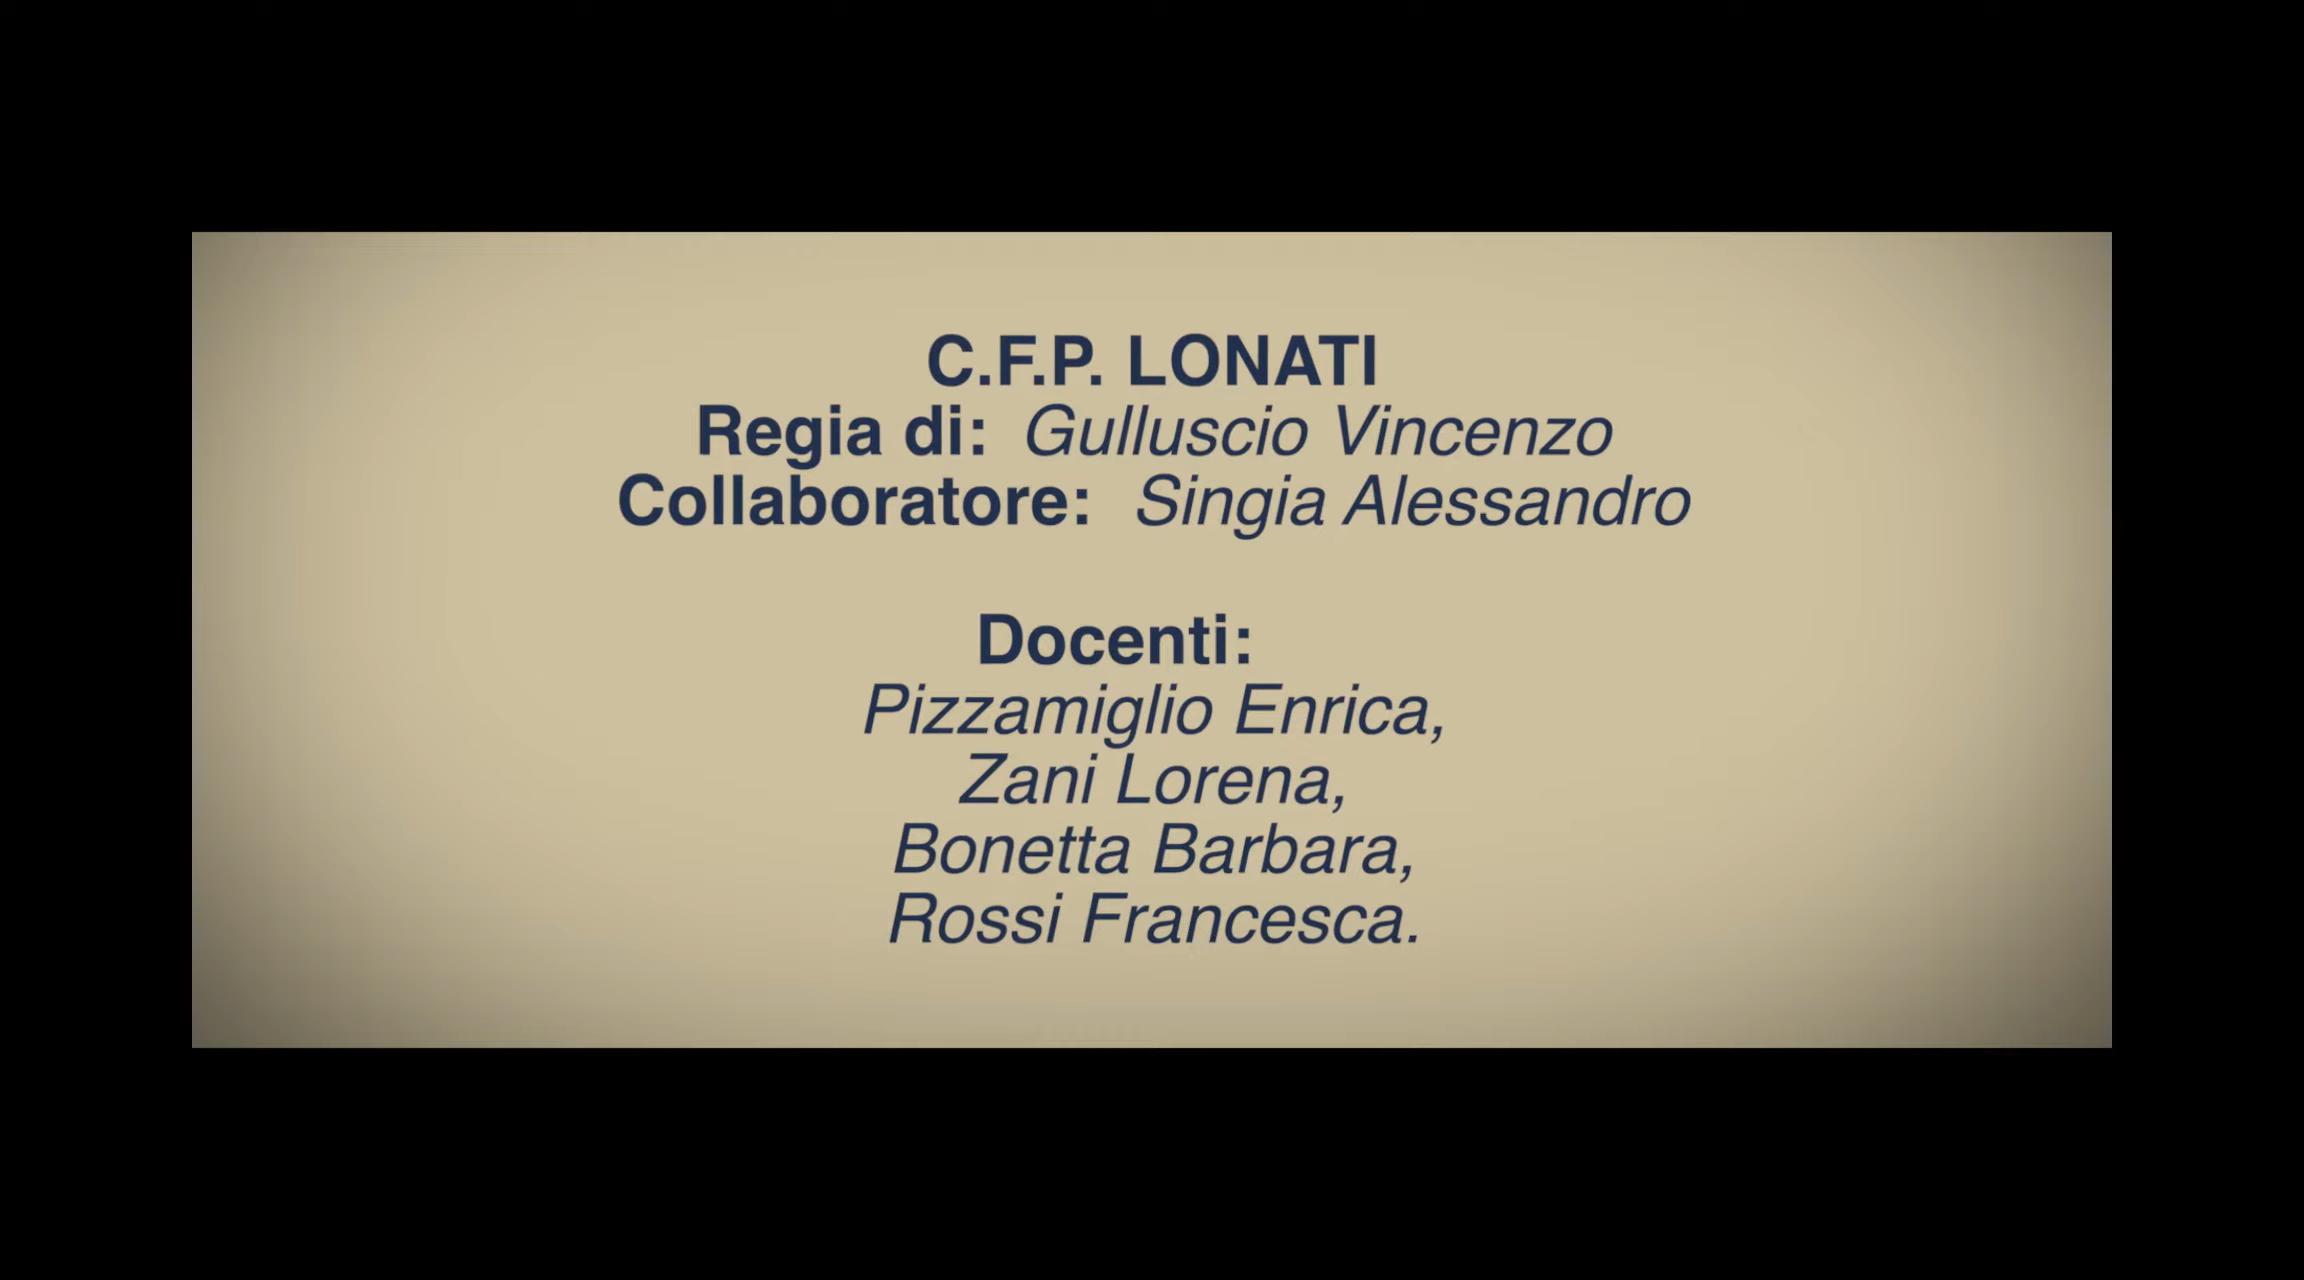 C.F.P. LONATI
Regia di: Gulluscio Vincenzo
Collaboratore: Singia Alessandro
Docenti:
Pizzamiglio Enrica,
Zani Lorena,
Bonetta Barbara,
Rossi Francesca.